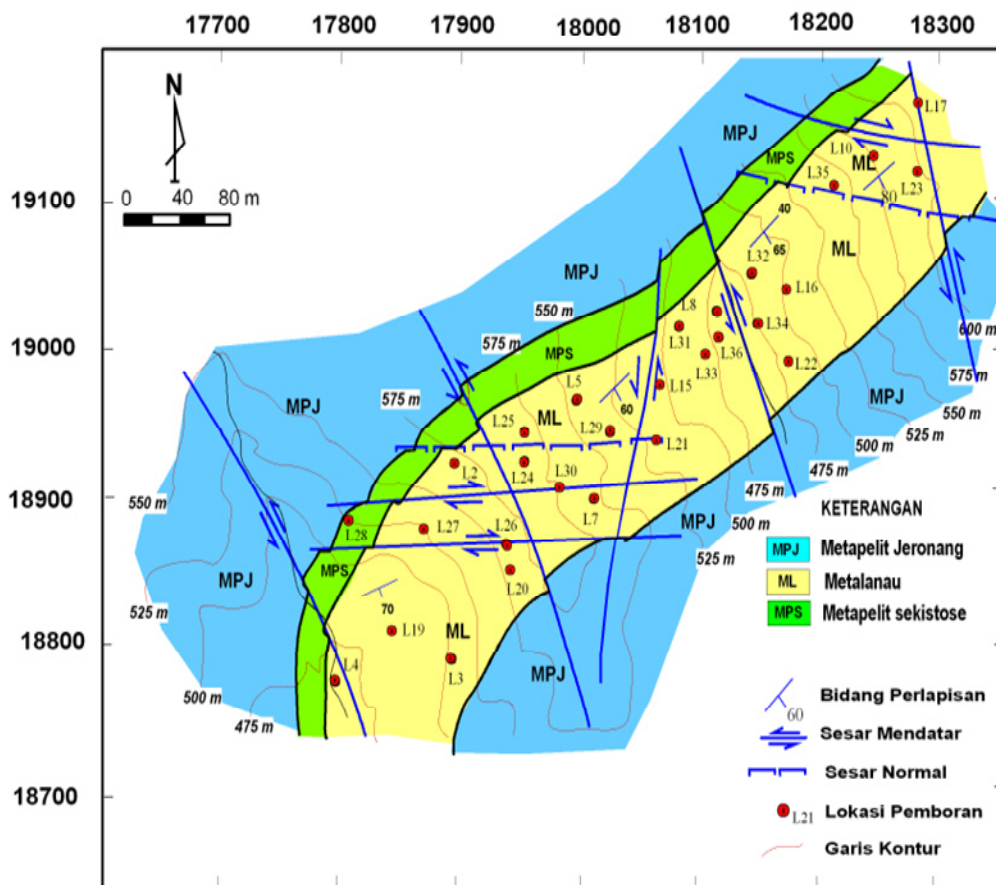 17700 17800 17900 18000 18100 18200 18300
N
0 40 80 m
19100
19000
18900
18800
18700
MPJ
MPS
L10
ML
L17
L35
80
L23
40
65
L32
ML
L16
MPJ
550 m
575 m
L8
L31
L34
L36
L33
L22
600 m
575 m
550 m
525 m
500 m
475 m
MPJ
MPS
L5
L15
60
575 m
MPJ
L25
ML
L29
L21
L2
L24
L30
L7
475 m
500 m
525 m
MPJ
550 m
L28
L27
L26
L20
MPS
MPJ
525 m
70
L19
ML
L3
L4
MPJ
500 m
475 m
KETERANGAN
MPJ Metapelit Jeronang
ML Metalanau
MPS Metapelit sekistose
60 Bidang Perlapisan
Sesar Mendatar
Sesar Normal
L21 Lokasi Pemboran
Garis Kontur